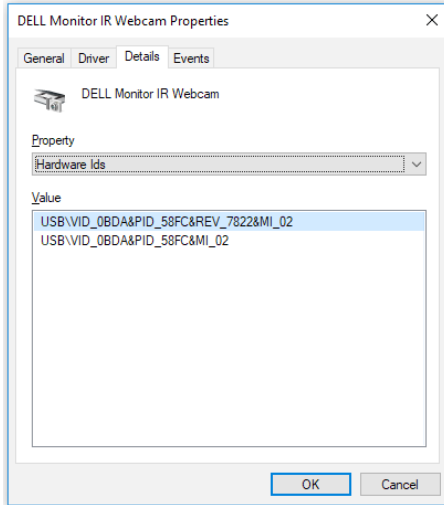 DELL Monitor IR Webcam Properties
General Driver Details Events
DELL Monitor IR Webcam
Property
Hardware Ids
Value
USB\VID_0BDA&PID_58FC&REV_7822&MI_02
USB\VID_0BDA&PID_58FC&MI_02
OK Cancel